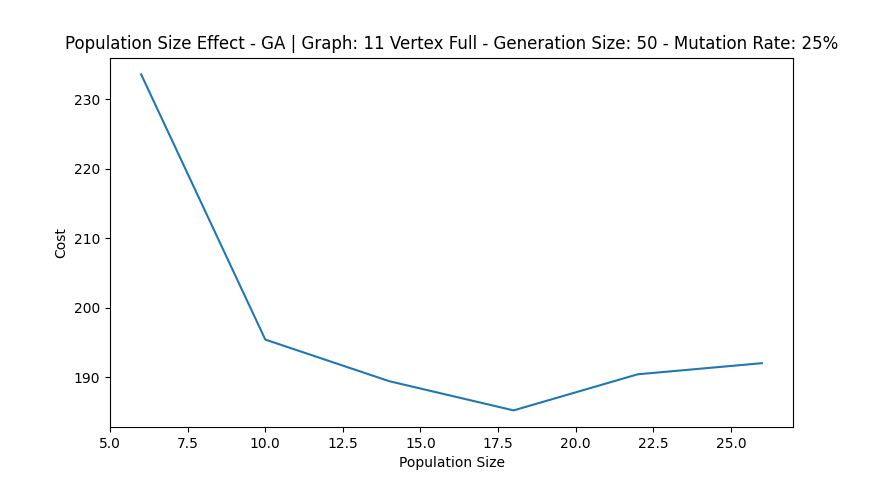 Population Size Effect - GA | Graph: 11 Vertex Full - Generation Size: 50 - Mutation Rate: 25%
230
220
210
200
190
Cost
5.0 7.5 10.0 12.5 15.0 17.5 20.0 22.5 25.0
Population Size